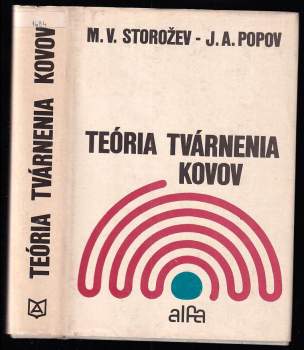 M. V. STOROŽEV - J. A. POPOV
TEÓRIA TVÁRNENIA
KOVOV
alfa
TEÓRIA TVÁRNENIA KOVOV